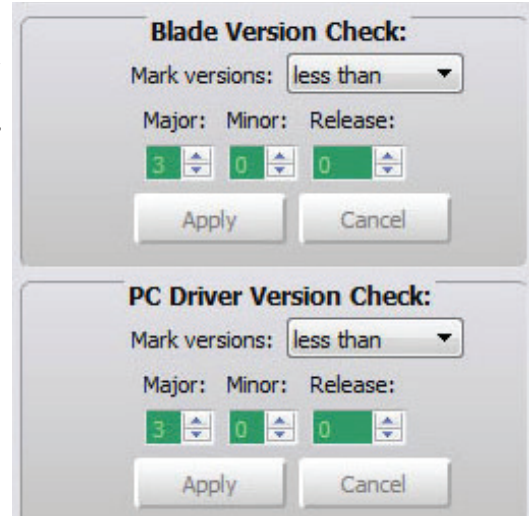 Blade Version Check:
Mark versions: less than
Major: Minor: Release:
3 0 0
Apply Cancel
PC Driver Version Check:
Mark versions: less than
Major: Minor: Release:
3 0 0
Apply Cancel